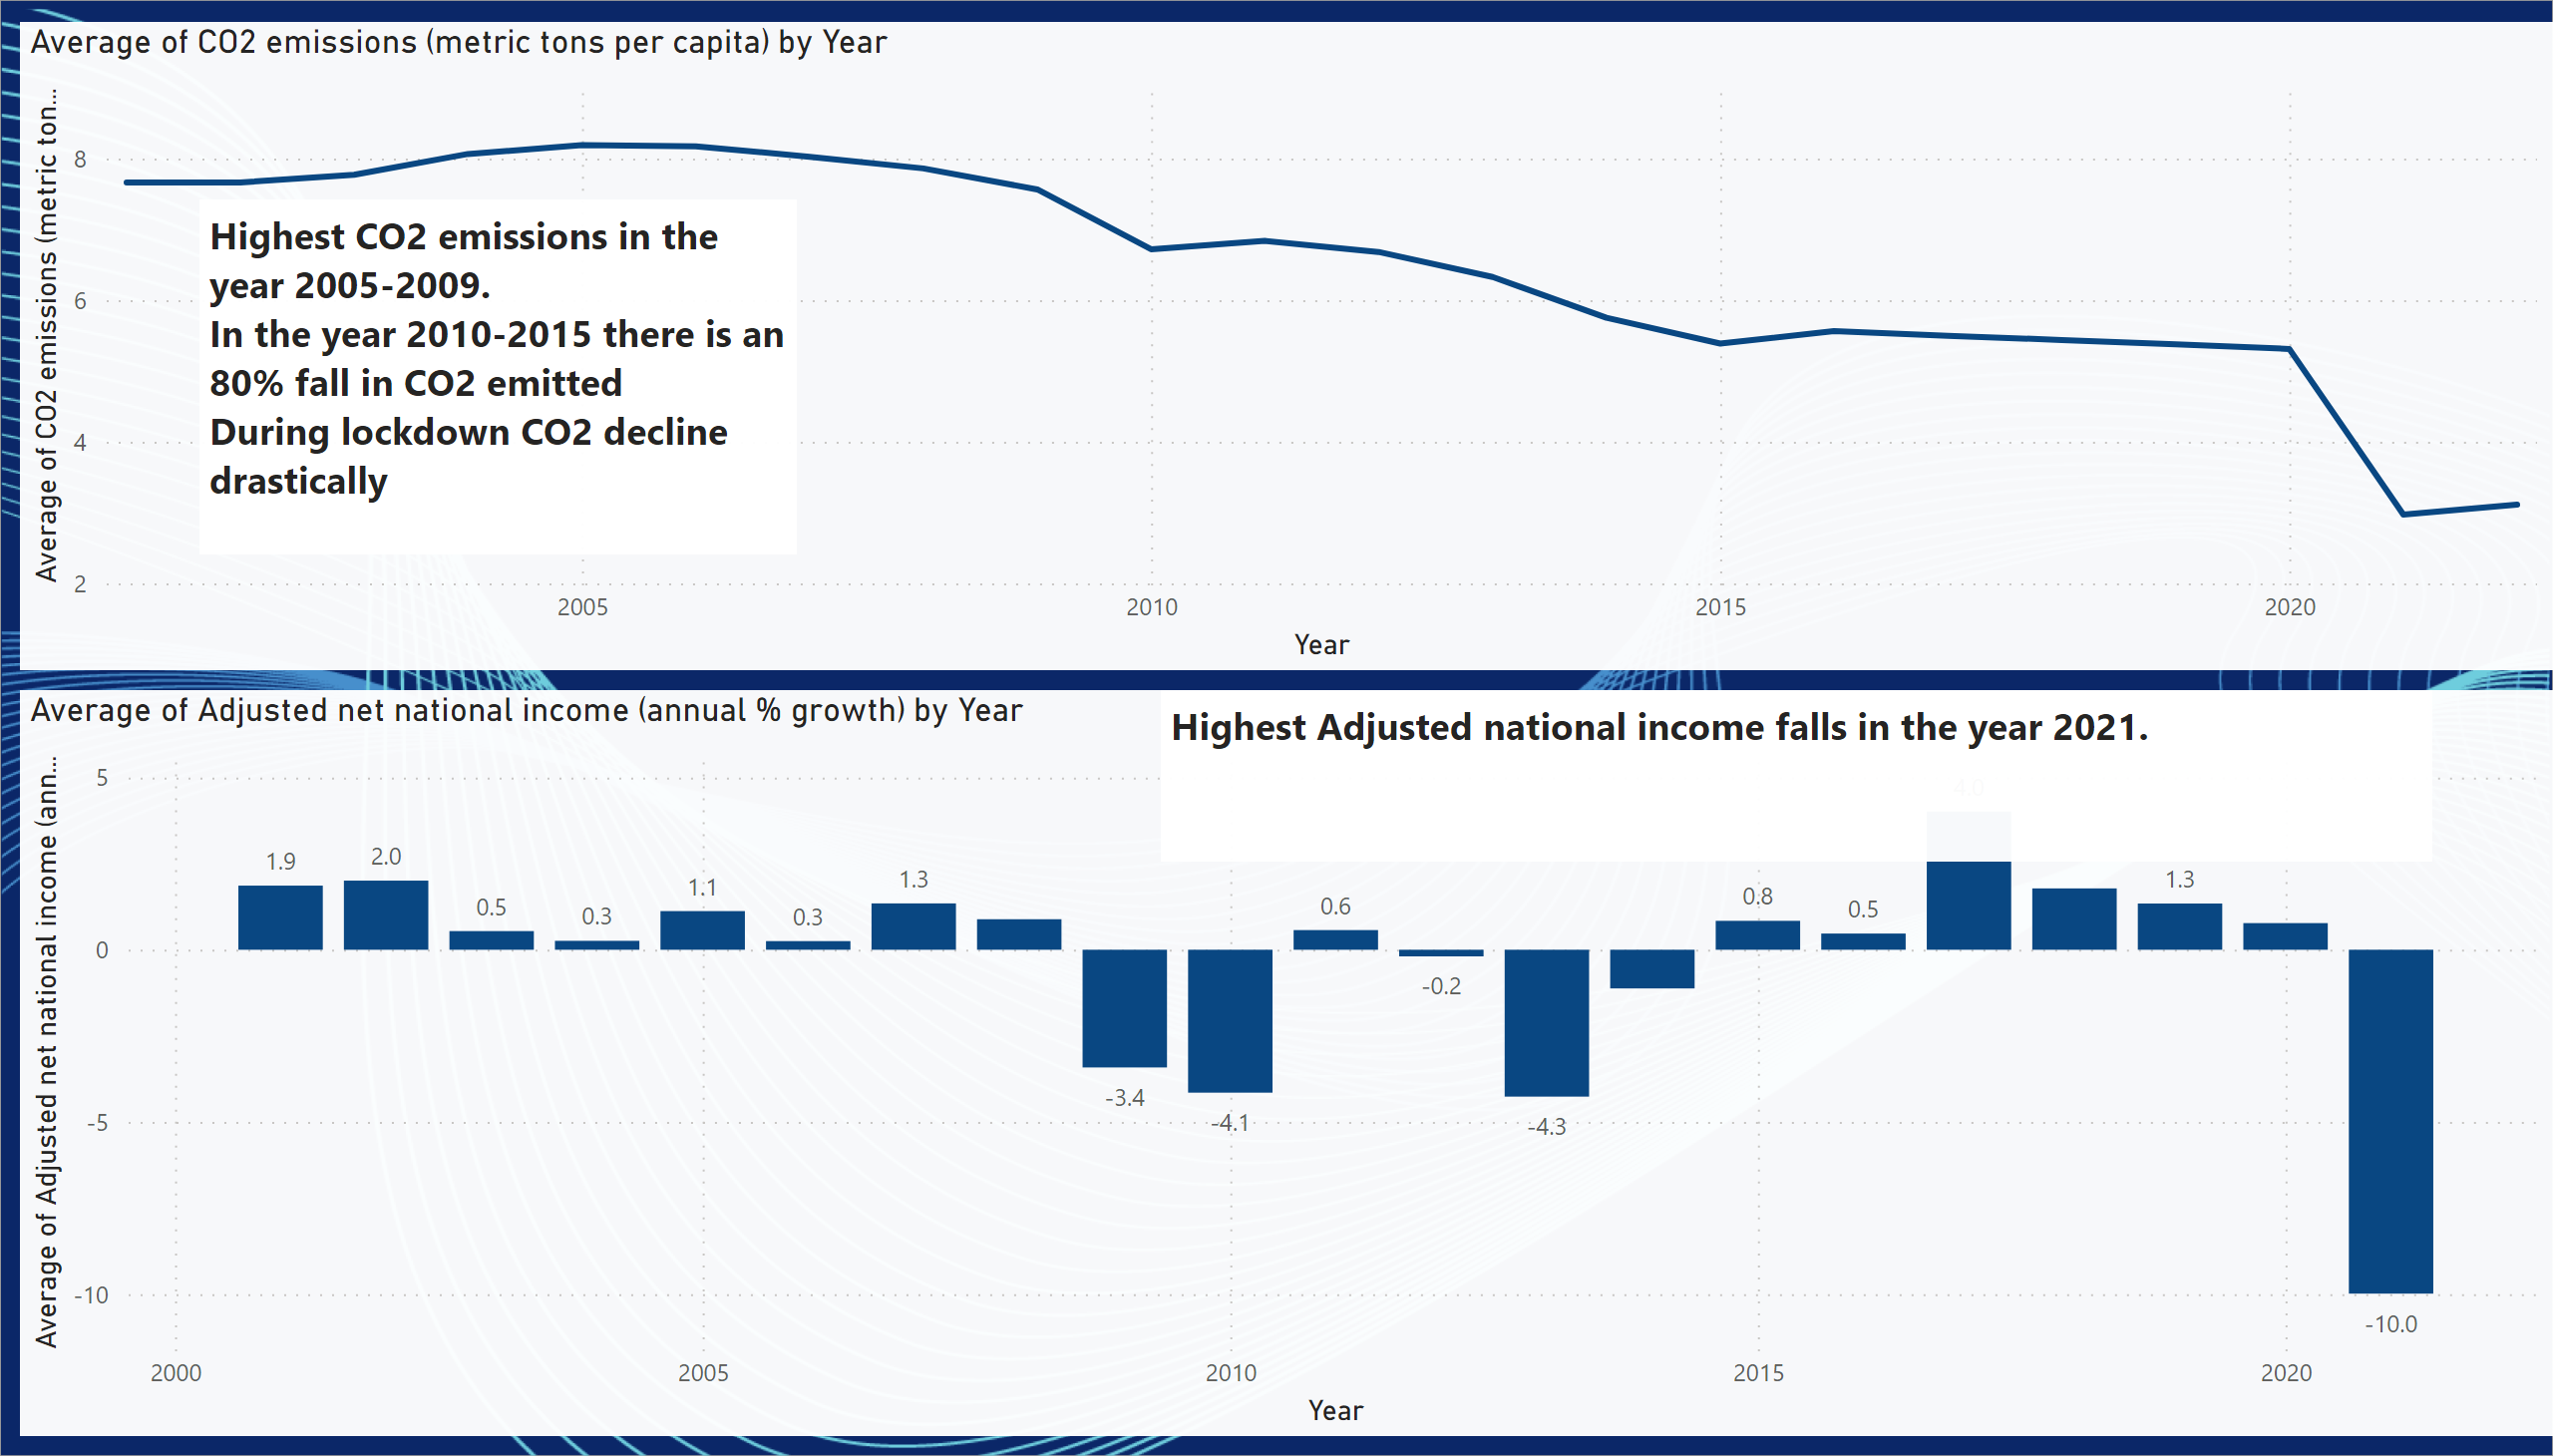 Average of CO2 emissions (metric tons per capita) by Year
Average of CO2 emissions (metric ton...
8
6
4
2
Highest CO2 emissions in the
year 2005-2009.
In the year 2010-2015 there is an
80% fall in CO2 emitted
During lockdown CO2 decline
drastically
2005
2010
2015
2020
Year
Average of Adjusted net national income (annual % growth) by Year
Highest Adjusted national income falls in the year 2021.
Average of Adjusted net national income (ann...
5
0
-5
-10
1.9
2.0
0.5
0.3
1.1
0.3
1.3
-3.4
-4.1
0.6
-0.2
-4.3
0.8
0.5
4.0
1.3
-10.0
2000
2005
2010
2015
2020
Year